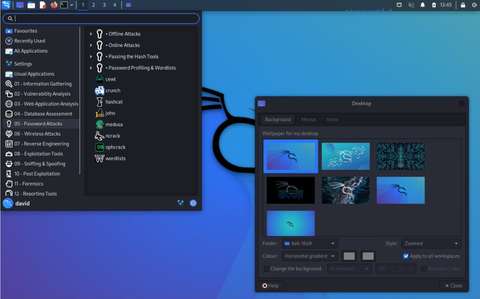 1 2 3 4
13:45
Favourites
Recently Used
All Applications
Settings
Usual Applications
01 - Information Gathering
02 - Vulnerability Analysis
03 - Web Application Analysis
04 - Database Assessment
05 - Password Attacks
06 - Wireless Attacks
07 - Reverse Engineering
08 - Exploitation Tools
09 - Sniffing & Spoofing
10 - Post Exploitation
11 - Forensics
12 - Reporting Tools
david
• Offline Attacks
• Online Attacks
• Passing the Hash Tools
• Password Profiling & Wordlists
cewl
crunch
hashcat
john
medusa
ncrack
ophcrack
wordlists
Desktop
Background Menus Icons
Wallpaper for my desktop
Folder:
Style: Zoomed
Colour: Horizontal gradient
Apply to all workspaces
Change the background
Help
Close